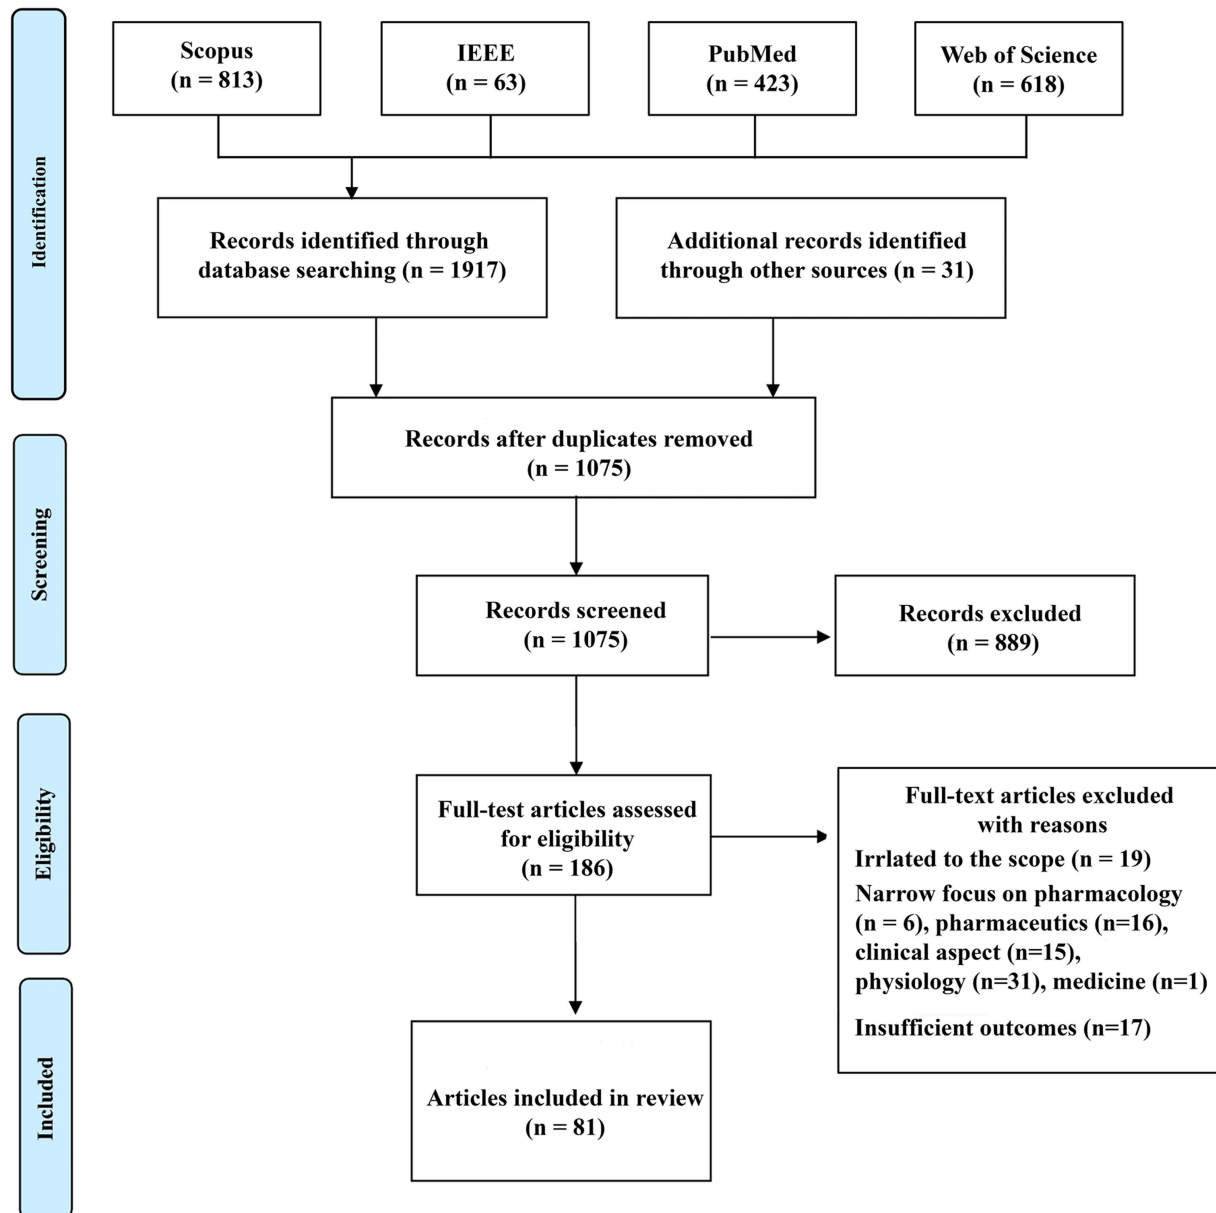 Identification
Scopus
(n = 813)
IEEE
(n = 63)
PubMed
(n = 423)
Web of Science
(n = 618)
Records identified through
database searching (n = 1917)
Additional records identified
through other sources (n = 31)
Records after duplicates removed
(n = 1075)
Screening
Records screened
(n = 1075)
Records excluded
(n = 889)
Eligibility
Full-test articles assessed
for eligibility
(n = 186)
Full-text articles excluded
with reasons
Irrlated to the scope (n = 19)
Narrow focus on pharmacology
(n = 6), pharmaceutics (n=16),
clinical aspect (n=15),
physiology (n=31), medicine (n=1)
Insufficient outcomes (n=17)
Included
Articles included in review
(n = 81)